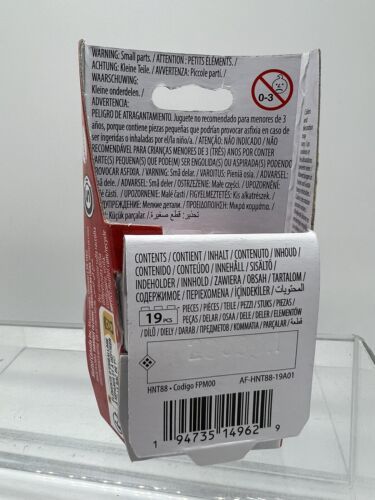 WARNING: Small parts. / ATTENTION : PETITS ÉLÉMENTS. /
ACHTUNG: Kleine Teile. / AVVERTENZA: Piccole parti. /
WAARSCHUWING:
Kleine onderdelen. /
ADVERTENCIA:
PELIGRO DE ATRAGANTAMIENTO. Juguete no recomendado para menores de 3
años, porque contiene piezas pequeñas que podrían provocar asfixia en caso de
ser ingeridas o inhaladas por el/la niño/a. / ATENÇÃO: NÃO INDICADO / NÃO
RECOMENDÁVEL PARA CRIANÇAS MENORES DE 3 (TRÊS) ANOS POR CONTER
PARTE(S) PEQUENA(S) QUE PODE(M) SER ENGOLIDA(S) OU ASPIRADA(S) PODENDO
PROVOCAR ASFIXIA. / VARNING: Små delar. / VAROITUS: Pieniä osia. / ADVARSEL:
Små dele. / ADVARSEL: Små deler / OSTRZEŻENIE: Małe części. / UPOZORNĚNÍ:
Malé části. / UPOZORNENIE: Malé časti. / FIGYELMEZTETÉS: Kis alkatrészek. /
ПРЕДУПРЕЖДЕНИЕ: Мелкие детали. / ΠΡΟΕΙΔΟΠΟΙΗΣΗ: Μικρά κομμάτια. /
Küçük parçalar. / تحذير: قطع صغيرة.
0-3
CONTENTS / CONTIENT / INHALT / CONTENUTO / INHOUD /
CONTENIDO / CONTEÚDO / INNEHÅLL / SISÄLTÖ /
INDEHOLDER / INNHOLD / ZAWIERA / OBSAH / TARTALOM /
СОДЕРЖИМОЕ / ΠΕΡΙΕΧΟΜΕΝΑ / İÇİNDEKİLER / المحتويات
19 PCS
PIECES / PIÈCES / TEILE / PEZZI / STUKS / PIEZAS /
PEÇAS / DELAR / OSAA / DELE / DELER / ELEMENTÓW
DÍLŮ / DIELY / DARAB / ПРЕДМЕТОВ / ΚΟΜΜΑΤΙΑ / PARÇALAR / قطعة
HNT88 • Codigo FPM00
AF-HNT88-19A01
1 94735 14962 9